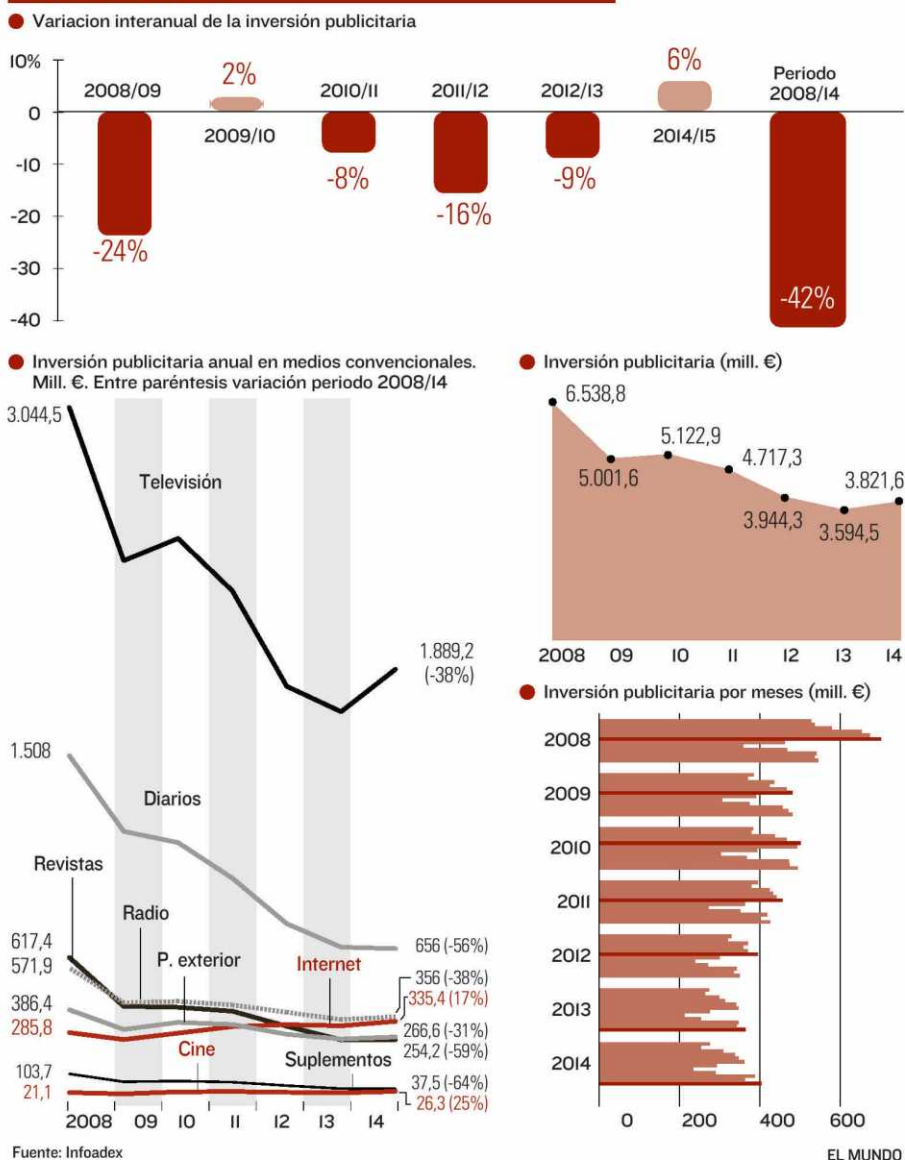 Variacion interanual de la inversión publicitaria
10%
0
-10
-20
-30
-40
2008/09
-24%
2%
2009/10
2010/11
-8%
2011/12
-16%
2012/13
-9%
6%
2014/15
Periodo
2008/14
-42%
Inversión publicitaria anual en medios convencionales.
Mill. €. Entre paréntesis variación periodo 2008/14
3.044,5
Televisión
1.889,2
(-38%)
1.508
Diarios
Revistas
Radio
P. exterior
Internet
617,4
571,9
386,4
285,8
Cine
Suplementos
103,7
21,1
656 (-56%)
356 (-38%)
335,4 (17%)
266,6 (-31%)
254,2 (-59%)
37,5 (-64%)
26,3 (25%)
2008 09 10 11 12 13 14
Inversión publicitaria (mill. €)
6.538,8
5.001,6
5.122,9
4.717,3
3.944,3
3.594,5
3.821,6
2008 09 10 11 12 13 14
Inversión publicitaria por meses (mill. €)
2008
2009
2010
2011
2012
2013
2014
0 200 400 600
Fuente: Infoadex
EL MUNDO